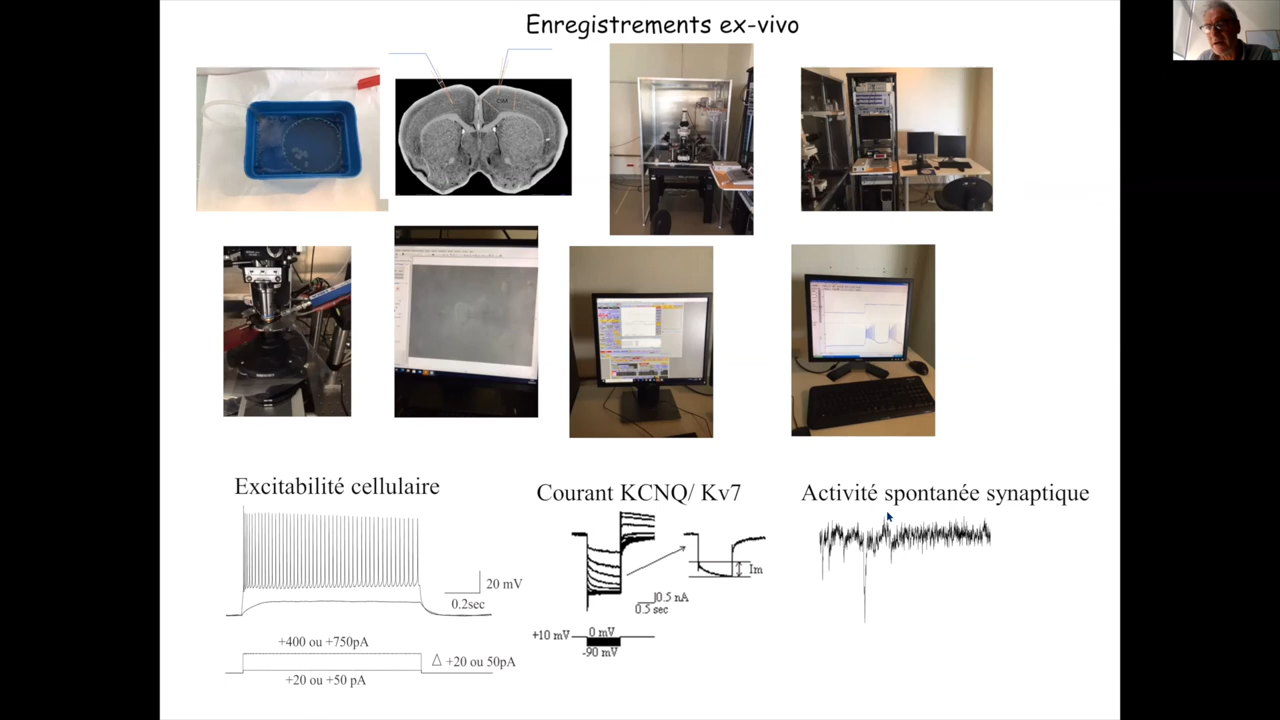 Enregistrements ex-vivo
Excitabilité cellulaire
20 mV
0.2sec
+400 ou +750pA
Δ +20 ou 50pA
+20 ou +50 pA
Courant KCNQ/ Kv7
Im
0.5 nA
0.5 sec
+10 mV
0 mV
-90 mV
Activité spontanée synaptique